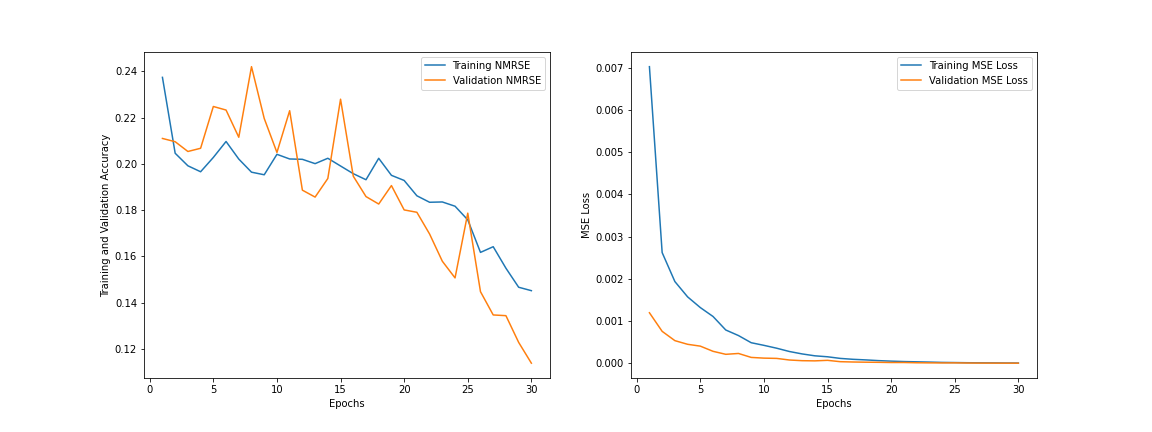 Training NMRSE
Validation NMRSE
0.24
0.22
0.20
0.18
0.16
0.14
0.12
Training and Validation Accuracy
0 5 10 15 20 25 30
Epochs
Training MSE Loss
Validation MSE Loss
0.007
0.006
0.005
0.004
0.003
0.002
0.001
0.000
MSE Loss
0 5 10 15 20 25 30
Epochs